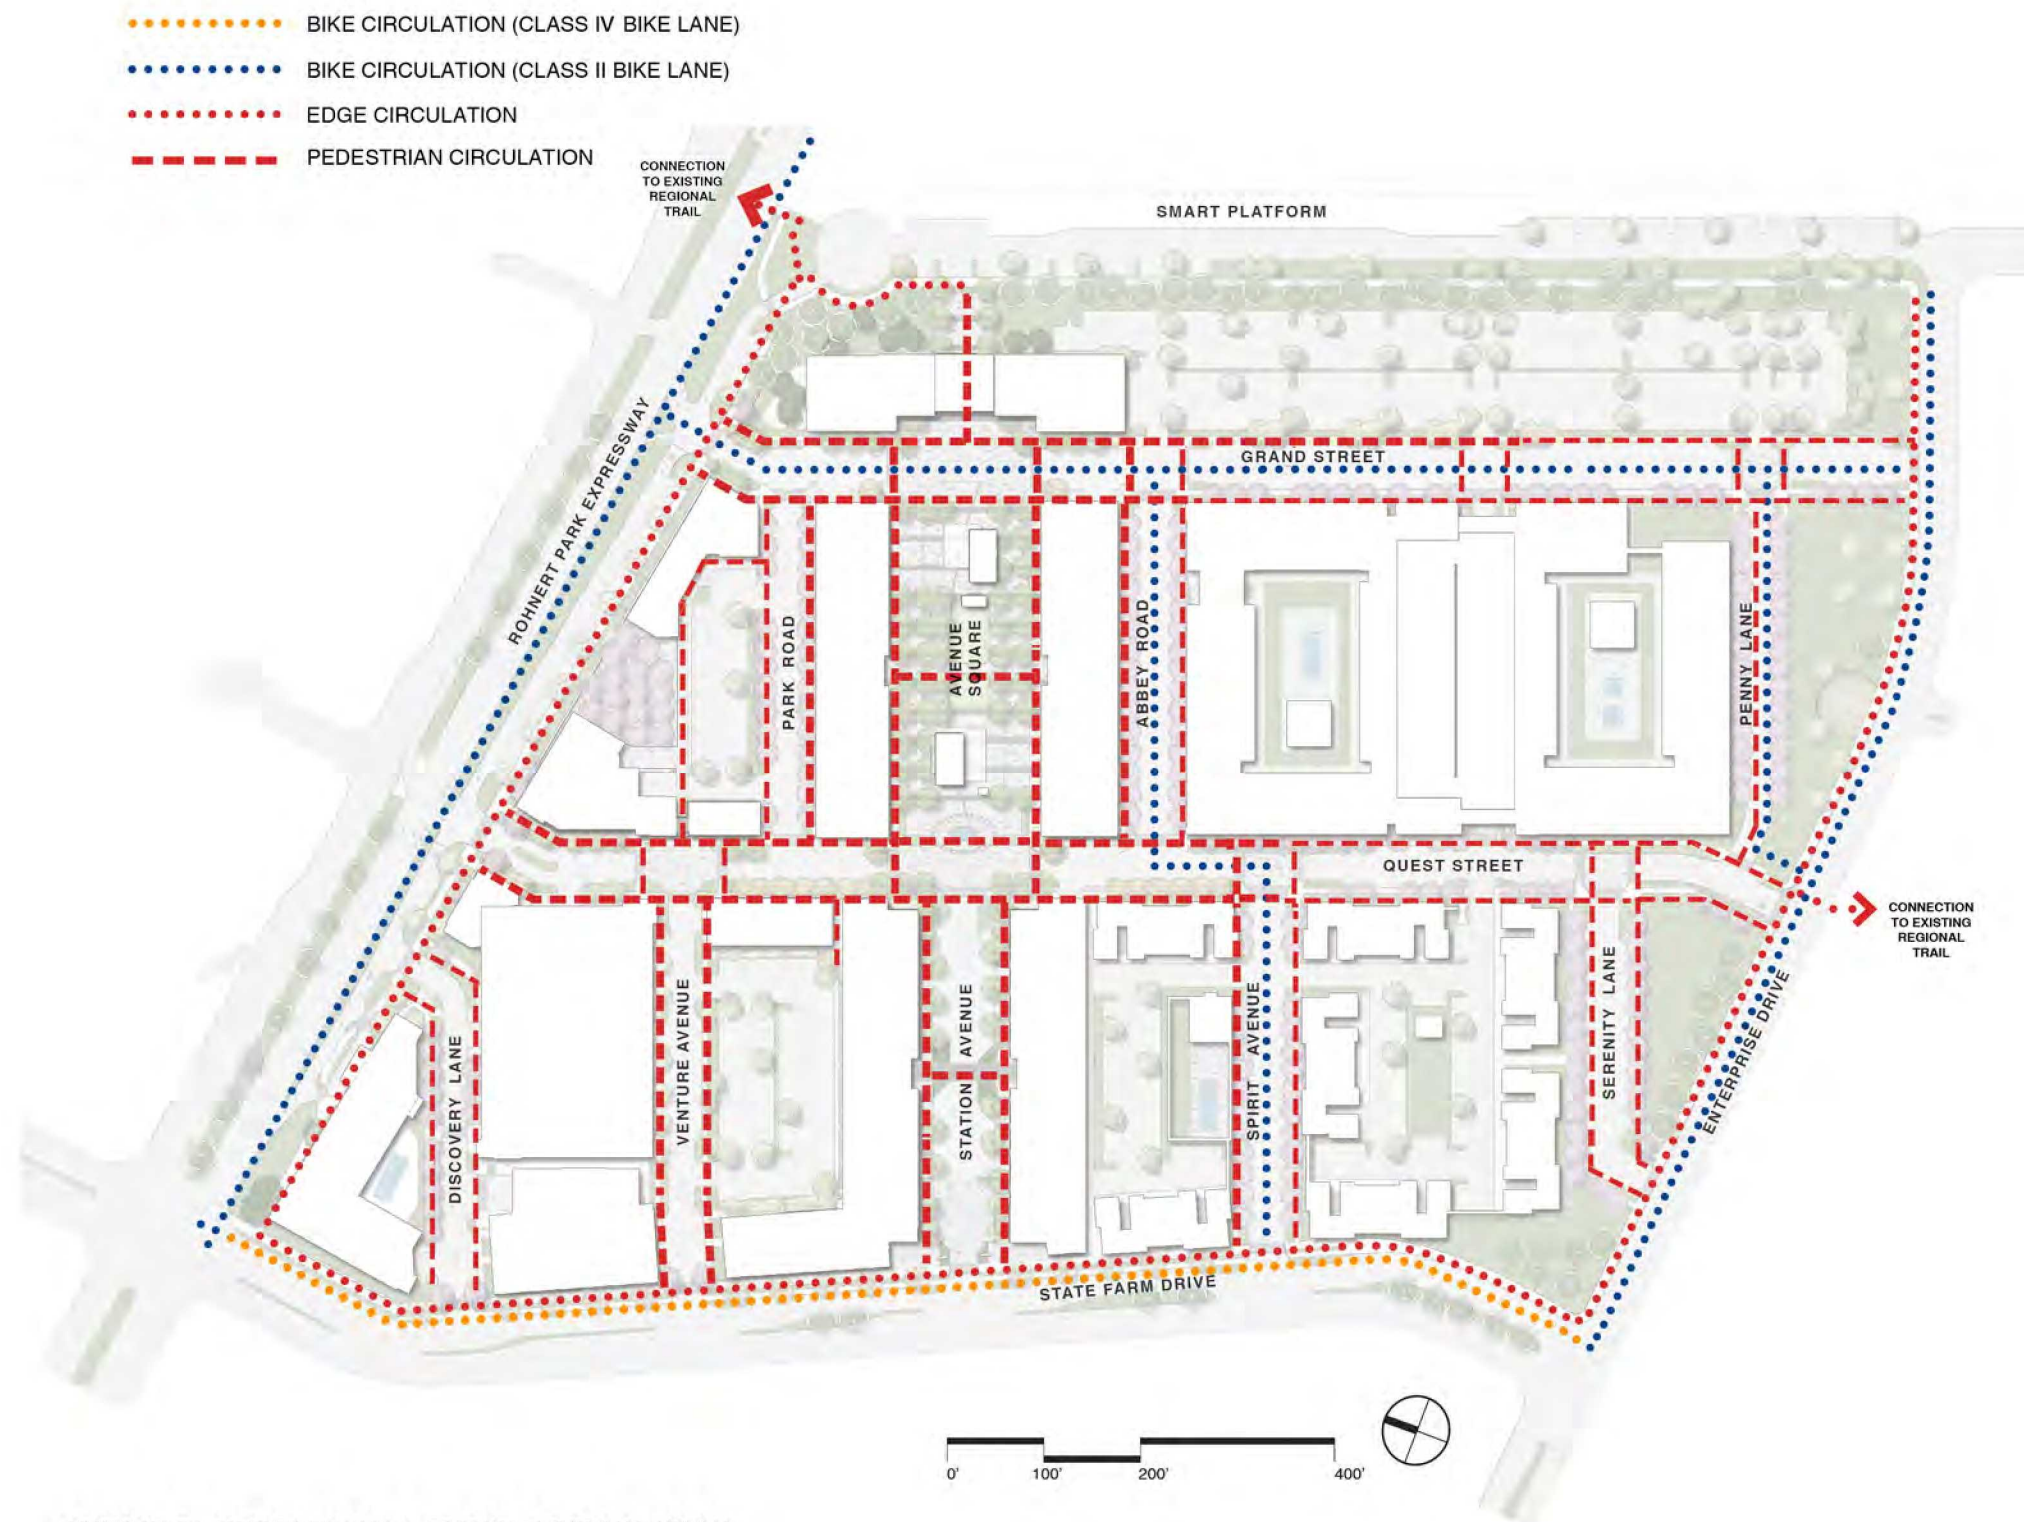 BIKE CIRCULATION (CLASS IV BIKE LANE)
BIKE CIRCULATION (CLASS II BIKE LANE)
EDGE CIRCULATION
PEDESTRIAN CIRCULATION
CONNECTION
TO EXISTING
REGIONAL
TRAIL
SMART PLATFORM
ROHNERT PARK EXPRESSWAY
GRAND STREET
PARK ROAD
AVENUE
SQUARE
ABBEY ROAD
PENNY LANE
QUEST STREET
CONNECTION
TO EXISTING
REGIONAL
TRAIL
DISCOVERY LANE
VENTURE AVENUE
STATION AVENUE
SPIRIT AVENUE
SERENITY LANE
ENTERPRISE DRIVE
STATE FARM DRIVE
0' 100' 200' 400'